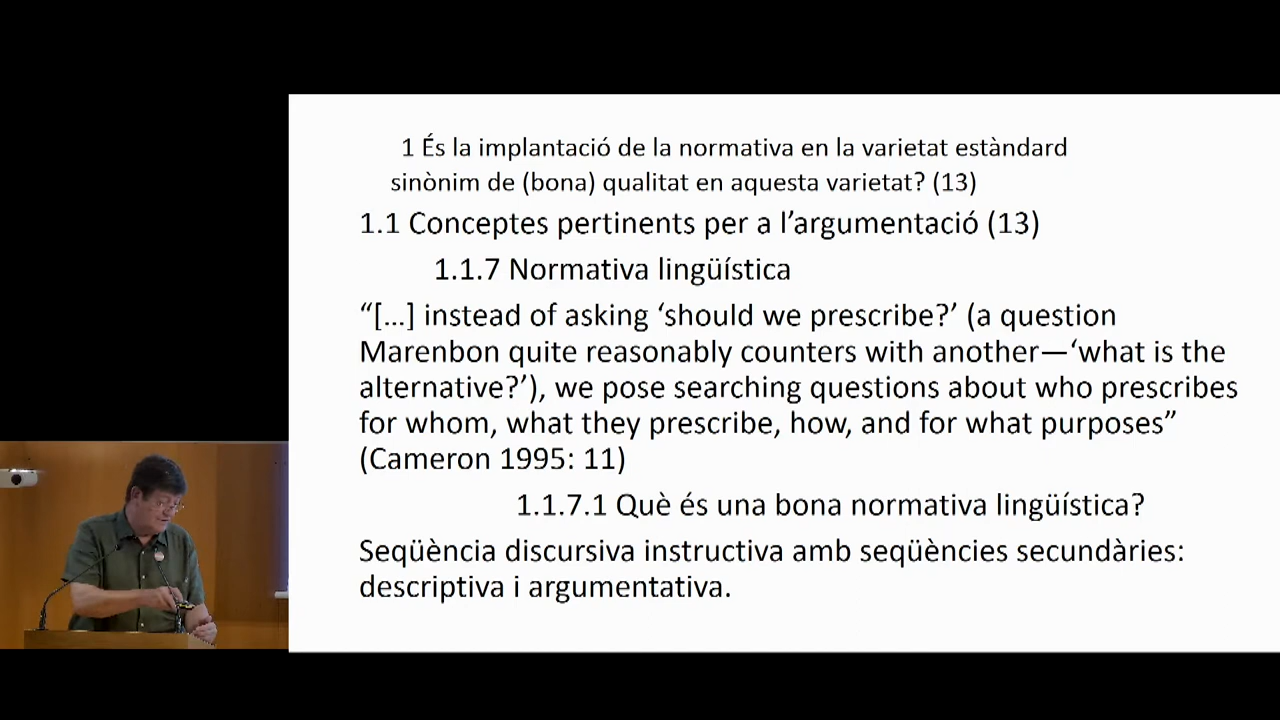 1 És la implantació de la normativa en la varietat estàndard
sinònim de (bona) qualitat en aquesta varietat? (13)
1.1 Conceptes pertinents per a l’argumentació (13)
1.1.7 Normativa lingüística
“[…] instead of asking ‘should we prescribe?’ (a question
Marenbon quite reasonably counters with another—‘what is the
alternative?’), we pose searching questions about who prescribes
for whom, what they prescribe, how, and for what purposes”
(Cameron 1995: 11)
1.1.7.1 Què és una bona normativa lingüística?
Seqüència discursiva instructiva amb seqüències secundàries:
descriptiva i argumentativa.